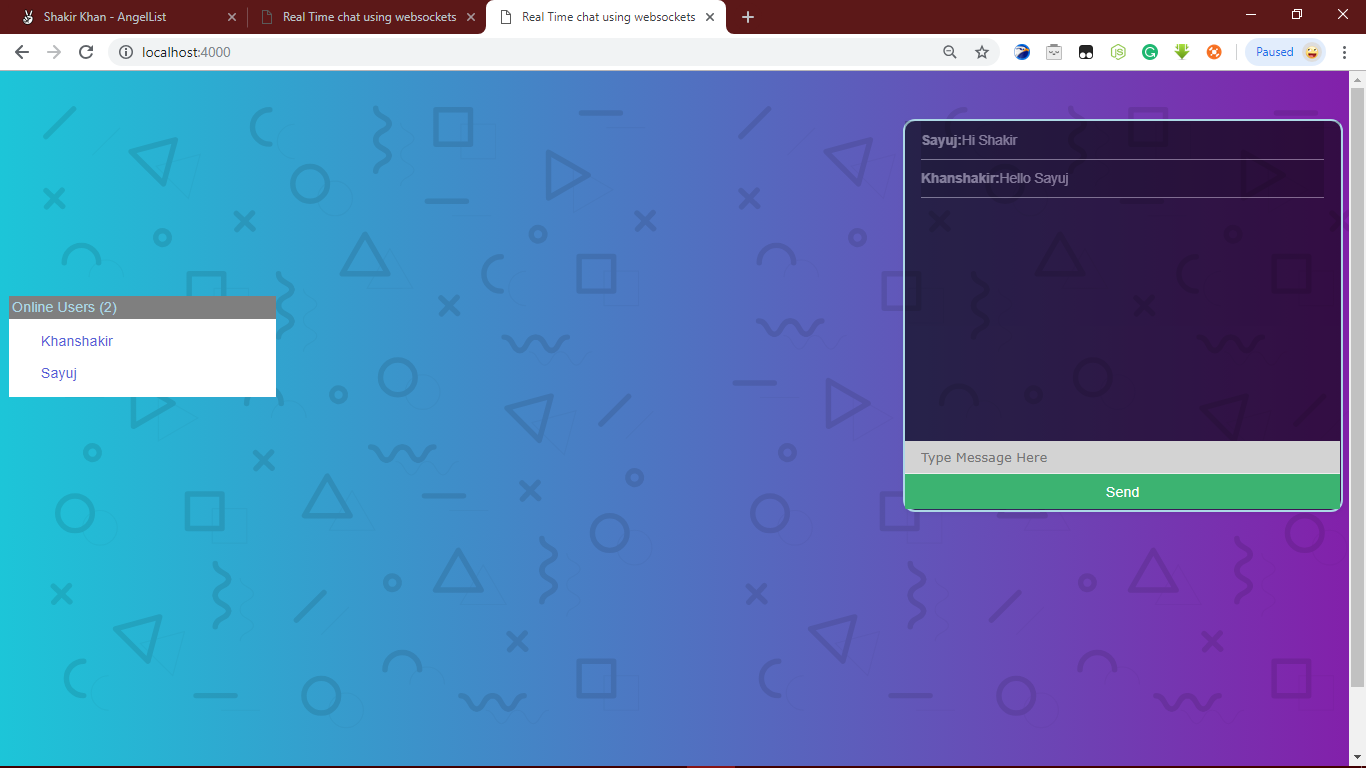 Shakir Khan - AngelList
Real Time chat using websockets
Real Time chat using websockets
localhost:4000
Paused
Sayuj:Hi Shakir
Khanshakir:Hello Sayuj
Online Users (2)
Khanshakir
Sayuj
Type Message Here
Send